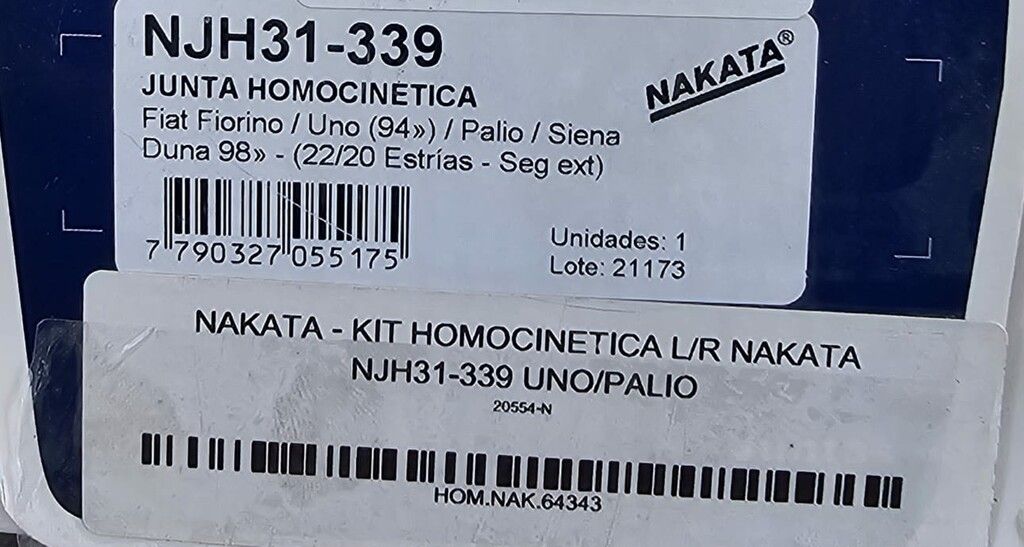 NJH31-339
NAKATA®
JUNTA HOMOCINETICA
Fiat Fiorino / Uno (94») / Palio / Siena
Duna 98» - (22/20 Estrías - Seg ext)
7 790327 055175
Unidades: 1
Lote: 21173
NAKATA - KIT HOMOCINETICA L/R NAKATA
NJH31-339 UNO/PALIO
20554-N
HOM.NAK.64343